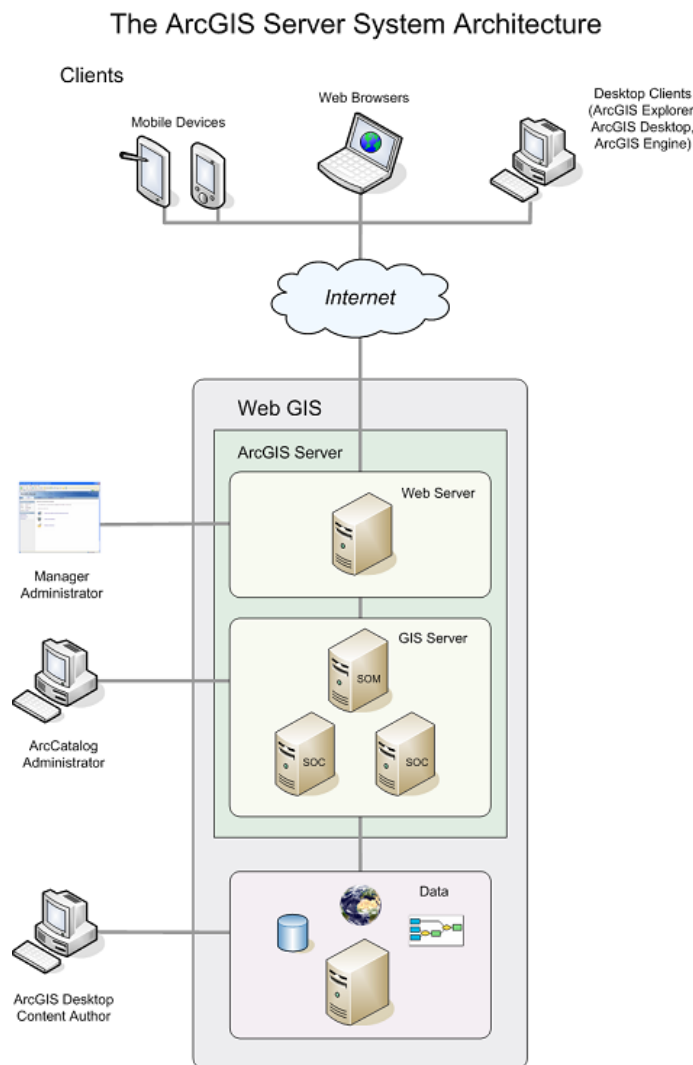 The ArcGIS Server System Architecture
Clients
Mobile Devices
Web Browsers
Desktop Clients
(ArcGIS Explorer,
ArcGIS Desktop,
ArcGIS Engine)
Internet
Web GIS
ArcGIS Server
Web Server
Manager
Administrator
GIS Server
SOM
SOC
SOC
ArcCatalog
Administrator
Data
ArcGIS Desktop
Content Author